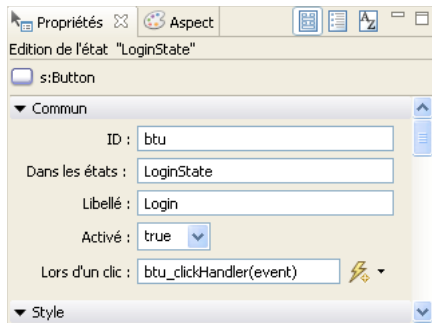 Propriétés Aspect
Edition de l'état "LoginState"
s:Button
Commun
ID : btu
Dans les états : LoginState
Libellé : Login
Activé : true
Lors d'un clic : btu_clickHandler(event)
Style